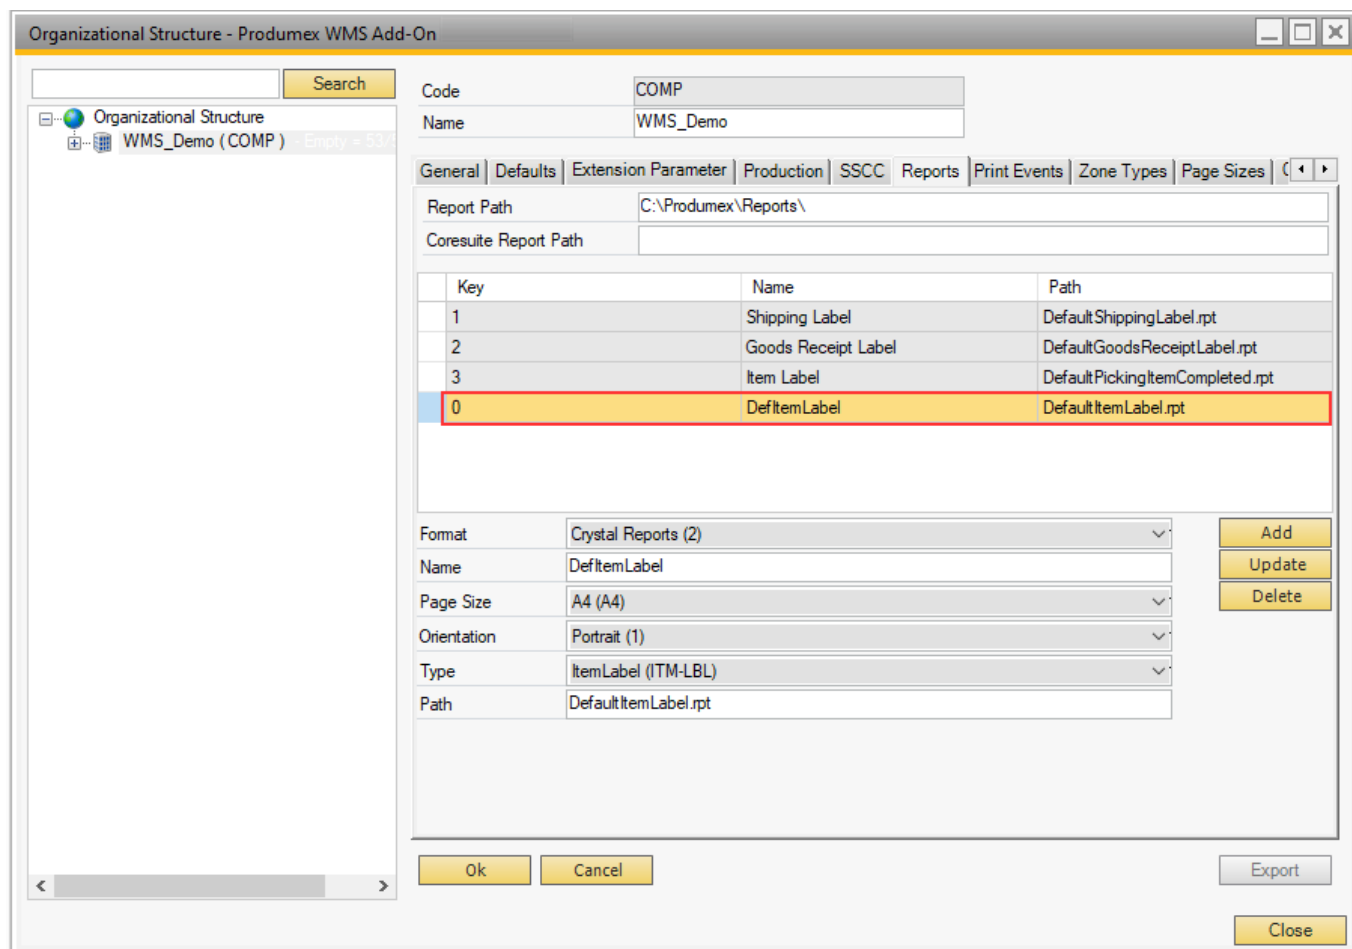 Organizational Structure - Produmex WMS Add-On
Search
Organizational Structure
WMS_Demo ( COMP ) - Empty = 53/
Code COMP
Name WMS_Demo
General Defaults Extension Parameter Production SSCC Reports Print Events Zone Types Page Sizes
Report Path C:\Produmex\Reports\
Coresuite Report Path
Key Name Path
1 Shipping Label DefaultShippingLabel.rpt
2 Goods Receipt Label DefaultGoodsReceiptLabel.rpt
3 Item Label DefaultPickingItemCompleted.rpt
0 DefItemLabel DefaultItemLabel.rpt
Format Crystal Reports (2) Add
Name DefItemLabel Update
Page Size A4 (A4) Delete
Orientation Portrait (1)
Type ItemLabel (ITM-LBL)
Path DefaultItemLabel.rpt
Ok Cancel Export
Close